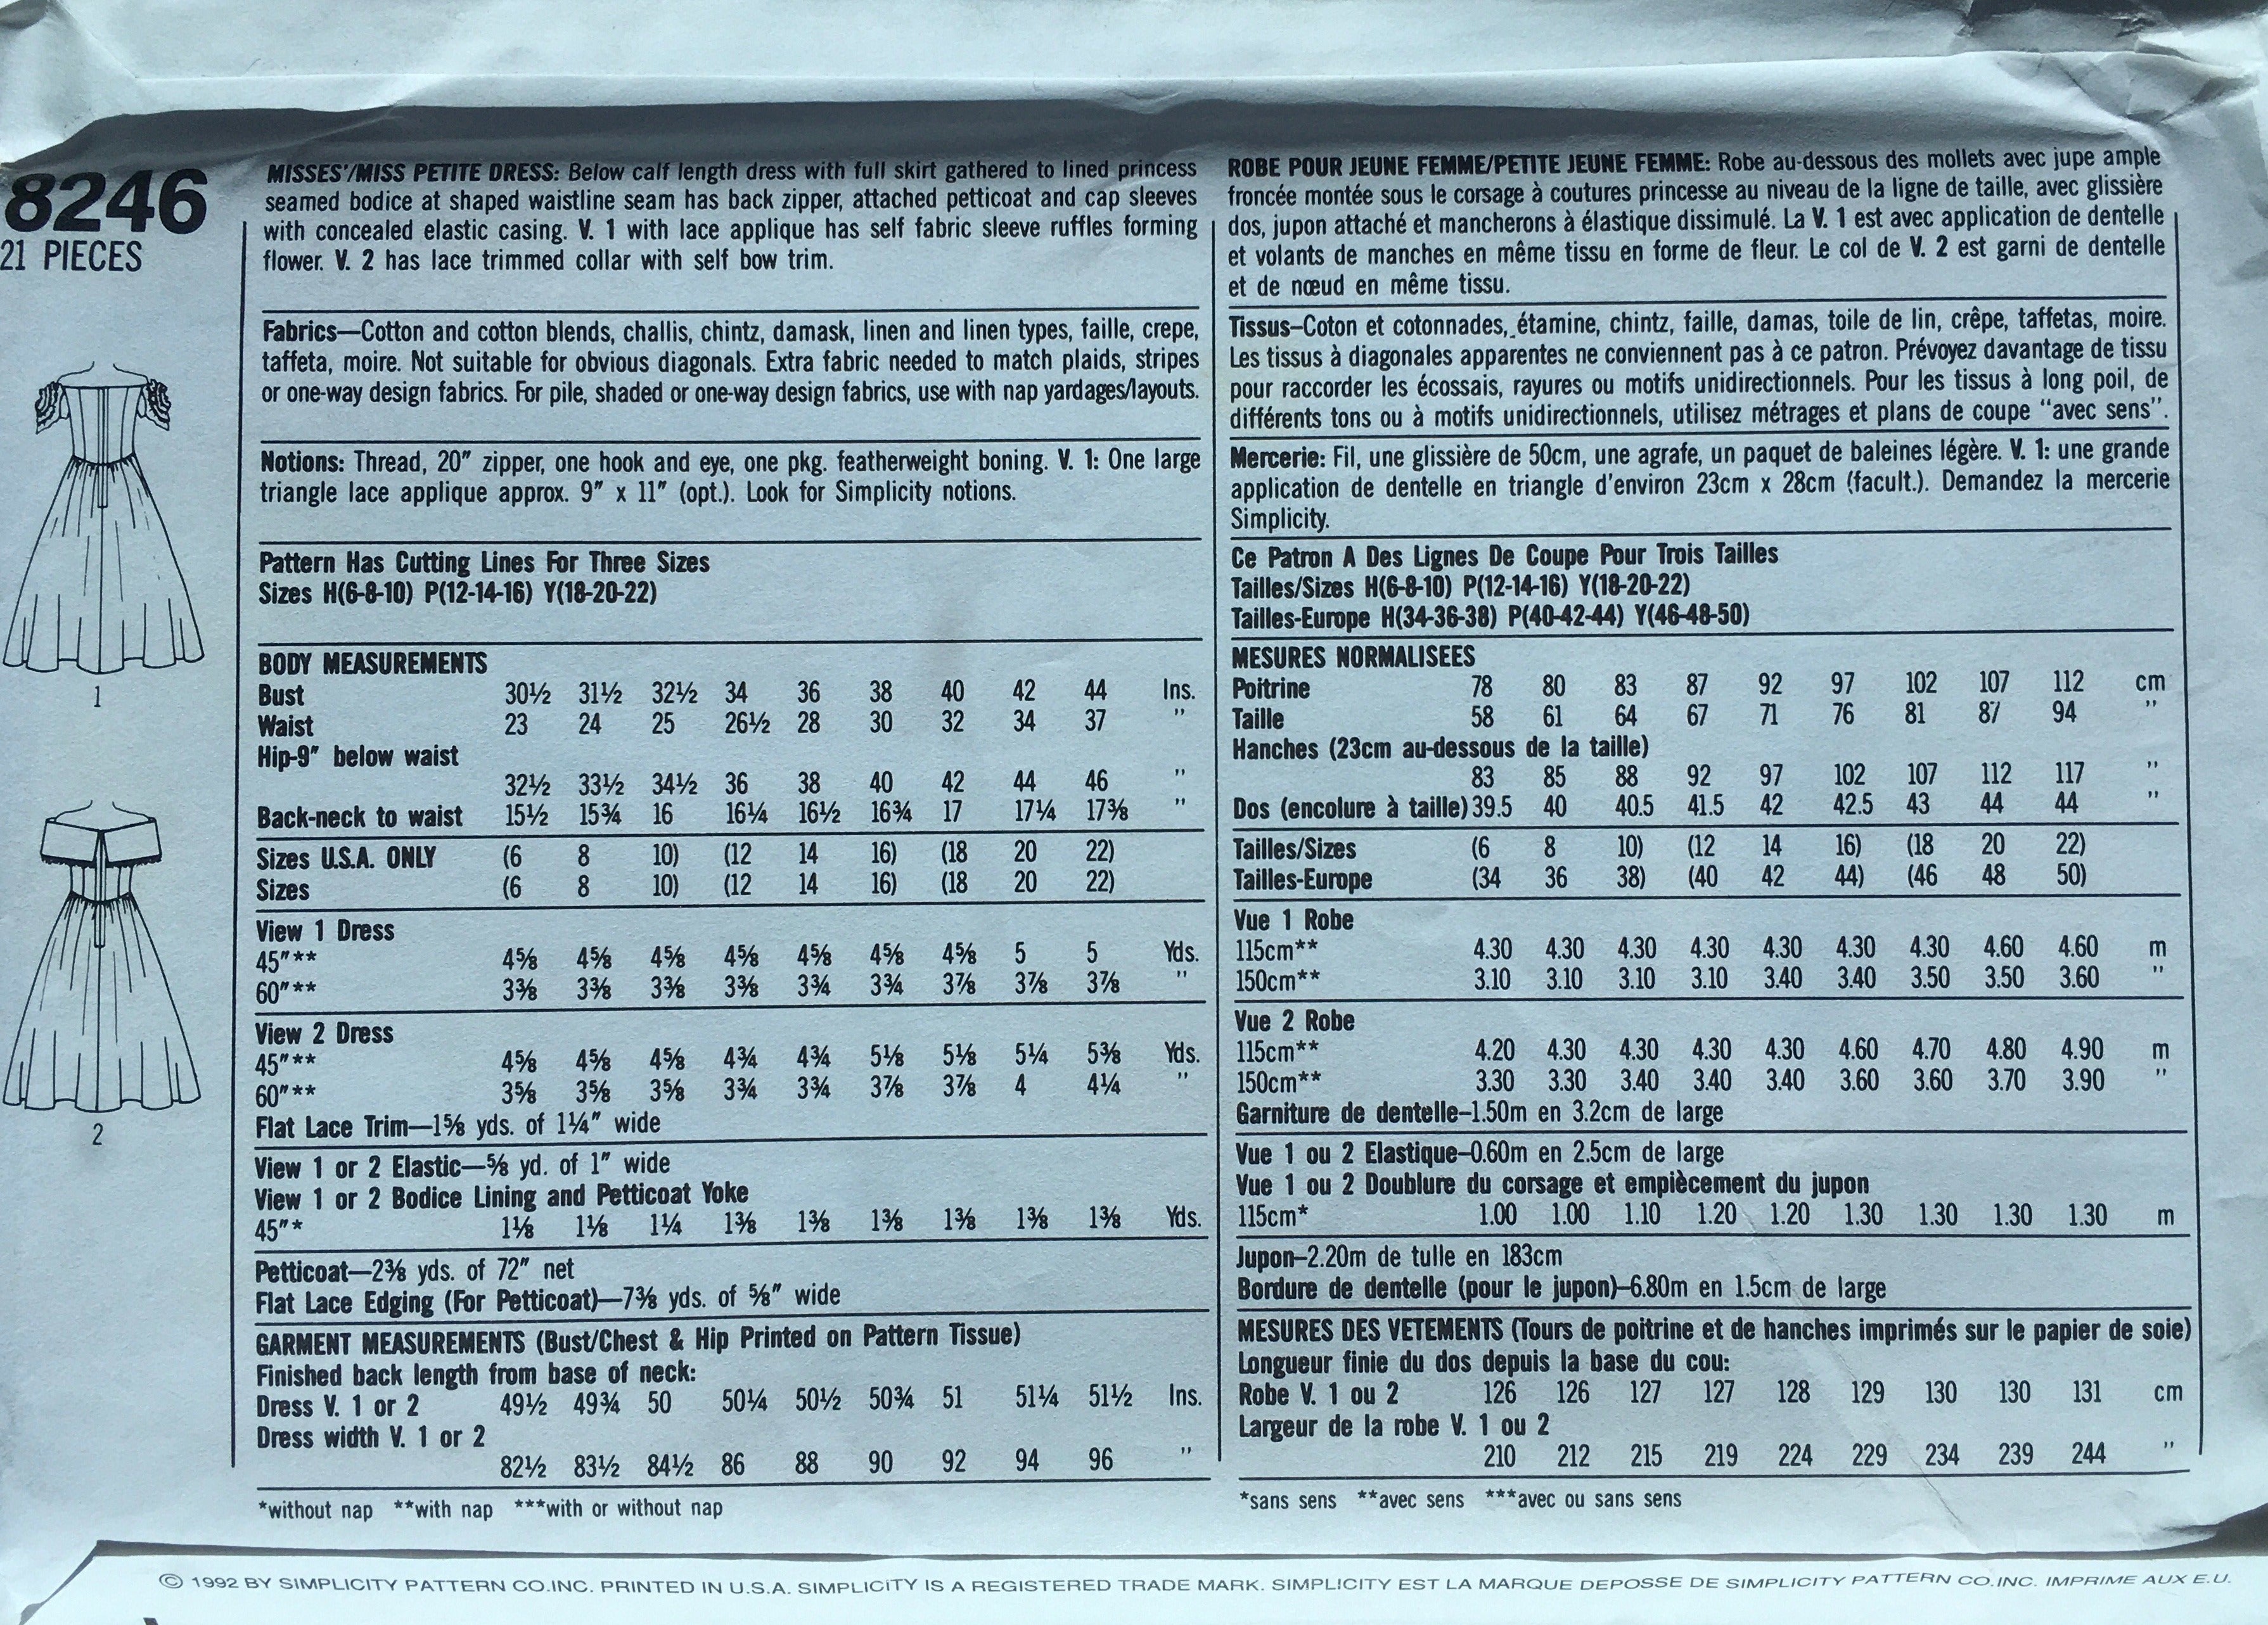 8246
21 PIECES
1
2
MISSES'/MISS PETITE DRESS: Below calf length dress with full skirt gathered to lined princess
seamed bodice at shaped waistline seam has back zipper, attached petticoat and cap sleeves
with concealed elastic casing. V. 1 with lace applique has self fabric sleeve ruffles forming
flower. V. 2 has lace trimmed collar with self bow trim.
Fabrics—Cotton and cotton blends, challis, chintz, damask, linen and linen types, faille, crepe,
taffeta, moire. Not suitable for obvious diagonals. Extra fabric needed to match plaids, stripes
or one-way design fabrics. For pile, shaded or one-way design fabrics, use with nap yardages/layouts.
Notions: Thread, 20″ zipper, one hook and eye, one pkg. featherweight boning. V. 1: One large
triangle lace applique approx. 9″ x 11″ (opt.). Look for Simplicity notions.
Pattern Has Cutting Lines For Three Sizes
Sizes H(6-8-10) P(12-14-16) Y(18-20-22)
BODY MEASUREMENTS
Bust 30½ 31½ 32½ 34 36 38 40 42 44 Ins.
Waist 23 24 25 26½ 28 30 32 34 37 ″
Hip-9″ below waist
32½ 33½ 34½ 36 38 40 42 44 46 ″
Back-neck to waist 15½ 15¾ 16 16¼ 16½ 16¾ 17 17¼ 17⅜ ″
Sizes U.S.A. ONLY (6 8 10) (12 14 16) (18 20 22)
Sizes (6 8 10) (12 14 16) (18 20 22)
View 1 Dress
45″** 4⅝ 4⅝ 4⅝ 4⅝ 4⅝ 4⅝ 4⅝ 5 5 Yds.
60″** 3⅜ 3⅜ 3⅜ 3⅜ 3¾ 3¾ 3⅞ 3⅞ 3⅞ ″
View 2 Dress
45″** 4⅝ 4⅝ 4⅝ 4¾ 4¾ 5⅛ 5⅛ 5¼ 5⅜ Yds.
60″** 3⅝ 3⅝ 3⅝ 3¾ 3¾ 3⅞ 3⅞ 4 4¼ ″
Flat Lace Trim—1⅝ yds. of 1¼″ wide
View 1 or 2 Elastic—⅝ yd. of 1″ wide
View 1 or 2 Bodice Lining and Petticoat Yoke
45″* 1⅛ 1⅛ 1¼ 1⅜ 1⅜ 1⅜ 1⅜ 1⅜ 1⅜ Yds.
Petticoat—2⅜ yds. of 72″ net
Flat Lace Edging (For Petticoat)—7⅜ yds. of ⅝″ wide
GARMENT MEASUREMENTS (Bust/Chest & Hip Printed on Pattern Tissue)
Finished back length from base of neck:
Dress V. 1 or 2 49½ 49¾ 50 50¼ 50½ 50¾ 51 51¼ 51½ Ins.
Dress width V. 1 or 2
82½ 83½ 84½ 86 88 90 92 94 96 ″
*without nap **with nap ***with or without nap
ROBE POUR JEUNE FEMME/PETITE JEUNE FEMME: Robe au-dessous des mollets avec jupe ample
froncée montée sous le corsage à coutures princesse au niveau de la ligne de taille, avec glissière
dos, jupon attaché et mancherons à élastique dissimulé. La V. 1 est avec application de dentelle
et volants de manches en même tissu en forme de fleur. Le col de V. 2 est garni de dentelle
et de nœud en même tissu.
Tissus–Coton et cotonnades, étamine, chintz, faille, damas, toile de lin, crêpe, taffetas, moire.
Les tissus à diagonales apparentes ne conviennent pas à ce patron. Prévoyez davantage de tissu
pour raccorder les écossais, rayures ou motifs unidirectionnels. Pour les tissus à long poil, de
différents tons ou à motifs unidirectionnels, utilisez métrages et plans de coupe "avec sens".
Mercerie: Fil, une glissière de 50cm, une agrafe, un paquet de baleines légère. V. 1: une grande
application de dentelle en triangle d'environ 23cm x 28cm (facult.). Demandez la mercerie
Simplicity.
Ce Patron A Des Lignes De Coupe Pour Trois Tailles
Tailles/Sizes H(6-8-10) P(12-14-16) Y(18-20-22)
Tailles-Europe H(34-36-38) P(40-42-44) Y(46-48-50)
MESURES NORMALISEES
Poitrine 78 80 83 87 92 97 102 107 112 cm
Taille 58 61 64 67 71 76 81 87 94 ″
Hanches (23cm au-dessous de la taille)
83 85 88 92 97 102 107 112 117 ″
Dos (encolure à taille) 39.5 40 40.5 41.5 42 42.5 43 44 44 ″
Tailles/Sizes (6 8 10) (12 14 16) (18 20 22)
Tailles-Europe (34 36 38) (40 42 44) (46 48 50)
Vue 1 Robe
115cm** 4.30 4.30 4.30 4.30 4.30 4.30 4.30 4.60 4.60 m
150cm** 3.10 3.10 3.10 3.10 3.40 3.40 3.50 3.50 3.60 ″
Vue 2 Robe
115cm** 4.20 4.30 4.30 4.30 4.30 4.60 4.70 4.80 4.90 m
150cm** 3.30 3.30 3.40 3.40 3.40 3.60 3.60 3.70 3.90 ″
Garniture de dentelle–1.50m en 3.2cm de large
Vue 1 ou 2 Elastique–0.60m en 2.5cm de large
Vue 1 ou 2 Doublure du corsage et empiècement du jupon
115cm* 1.00 1.00 1.10 1.20 1.20 1.30 1.30 1.30 1.30 m
Jupon–2.20m de tulle en 183cm
Bordure de dentelle (pour le jupon)–6.80m en 1.5cm de large
MESURES DES VETEMENTS (Tours de poitrine et de hanches imprimés sur le papier de soie)
Longueur finie du dos depuis la base du cou:
Robe V. 1 ou 2 126 126 127 127 128 129 130 130 131 cm
Largeur de la robe V. 1 ou 2
210 212 215 219 224 229 234 239 244 ″
*sans sens **avec sens ***avec ou sans sens
© 1992 BY SIMPLICITY PATTERN CO.INC. PRINTED IN U.S.A. SIMPLICITY IS A REGISTERED TRADE MARK. SIMPLICITY EST LA MARQUE DEPOSSE DE SIMPLICITY PATTERN CO.INC. IMPRIME AUX E.U.